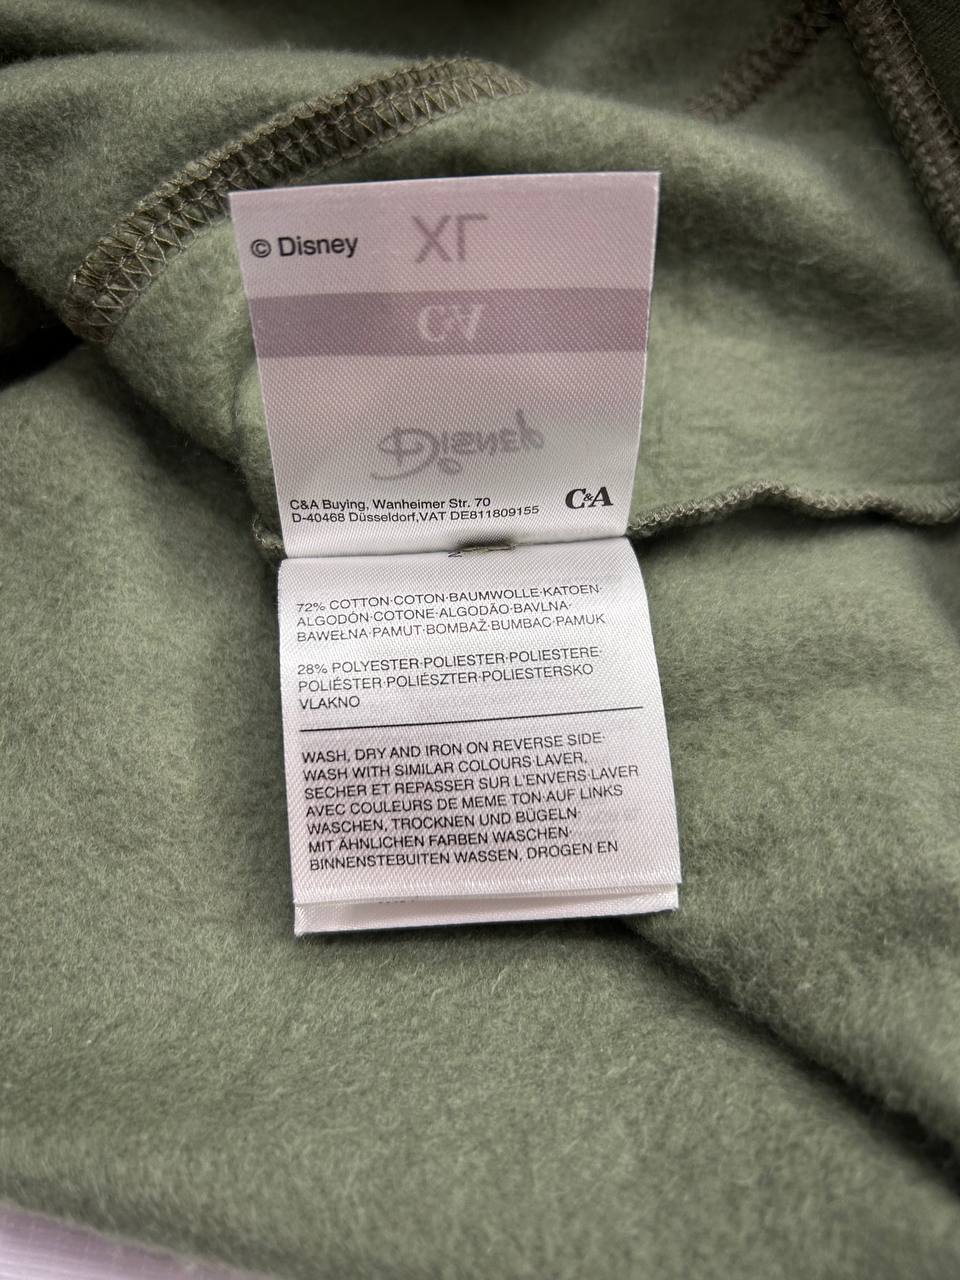 © Disney
XL
C&A
Disney
C&A Buying, Wanheimer Str. 70
D-40468 Düsseldorf,VAT DE811809155
C&A
72% COTTON·COTON·BAUMWOLLE·KATOEN·
ALGODÓN·COTONE·ALGODÃO·BAVLNA·
BAWEŁNA·PAMUT·BOMBAŽ·BUMBAC·PAMUK
28% POLYESTER·POLIESTER·POLIESTERE·
POLIÉSTER·POLIÉSZTER·POLIESTERSKO
VLAKNO
WASH, DRY AND IRON ON REVERSE SIDE·
WASH WITH SIMILAR COLOURS·LAVER,
SECHER ET REPASSER SUR L'ENVERS·LAVER
AVEC COULEURS DE MEME TON·AUF LINKS
WASCHEN, TROCKNEN UND BÜGELN·
MIT ÄHNLICHEN FARBEN WASCHEN·
BINNENSTEBUITEN WASSEN, DROGEN EN